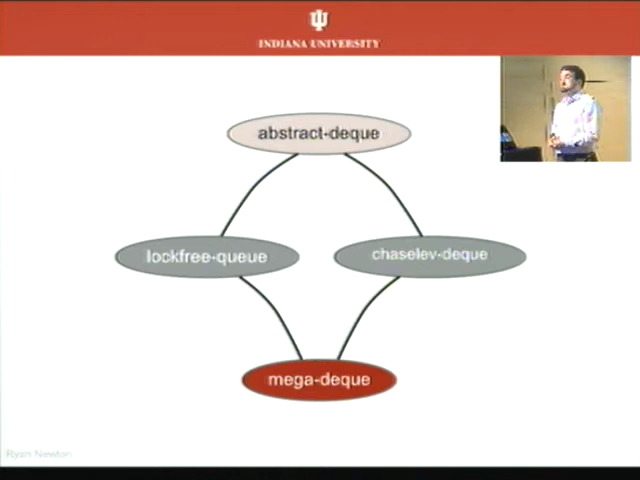 INDIANA UNIVERSITY
abstract-deque
lockfree-queue
chaselev-deque
mega-deque
Ryan Newton